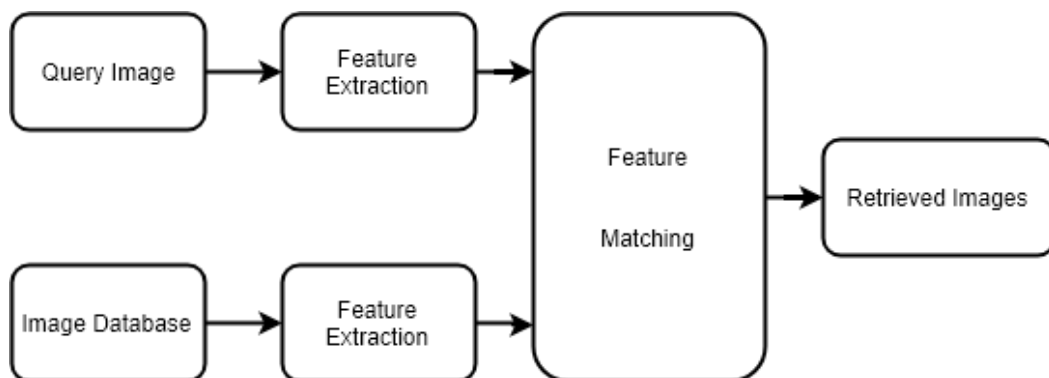 Query Image
Feature
Extraction
Feature
Matching
Retrieved Images
Image Database
Feature
Extraction